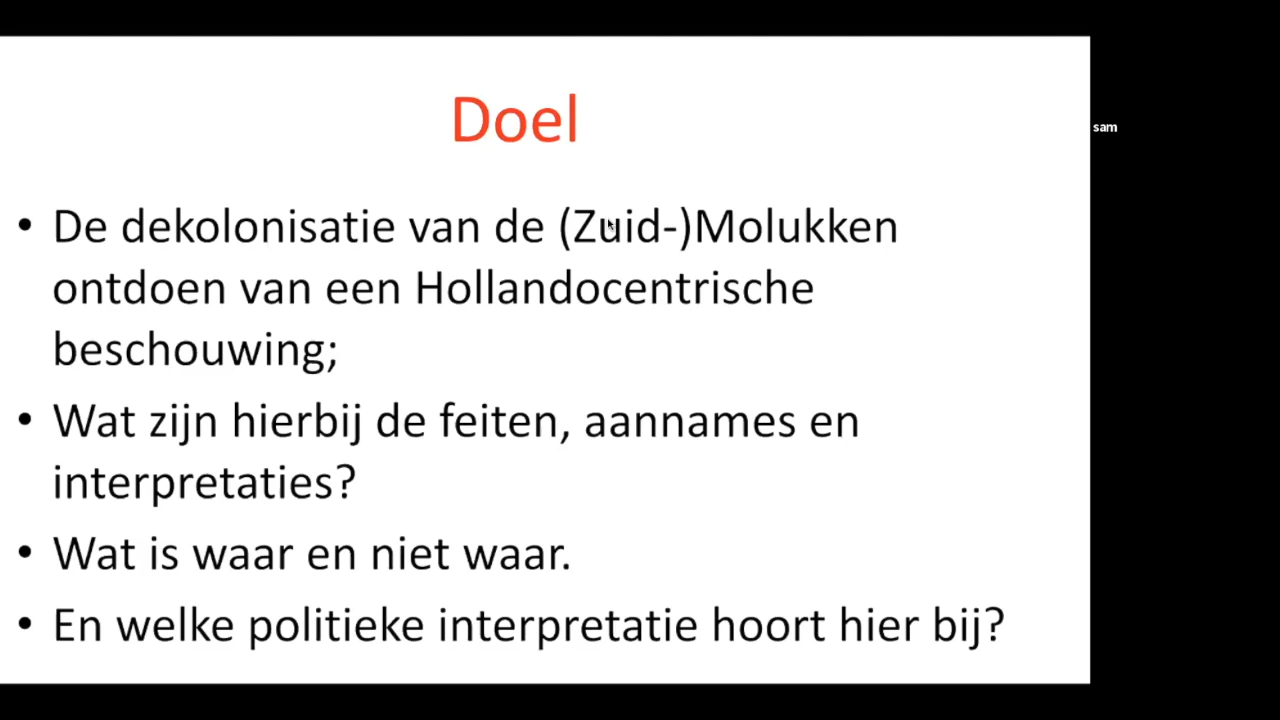 Doel
sam
• De dekolonisatie van de (Zuid-)Molukken
ontdoen van een Hollandocentrische
beschouwing;
• Wat zijn hierbij de feiten, aannames en
interpretaties?
• Wat is waar en niet waar.
• En welke politieke interpretatie hoort hier bij?